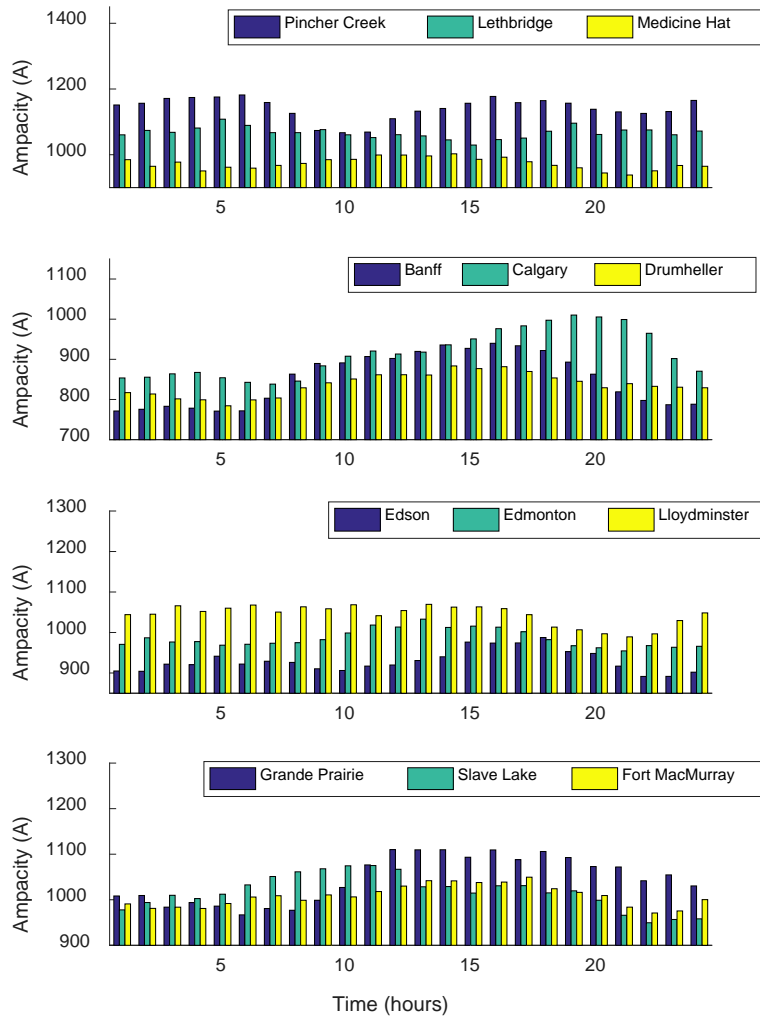 1400
1200
1000
Ampacity (A)
Pincher Creek Lethbridge Medicine Hat
5 10 15 20
1100
1000
900
800
700
Ampacity (A)
Banff Calgary Drumheller
5 10 15 20
1300
1200
1100
1000
900
Ampacity (A)
Edson Edmonton Lloydminster
5 10 15 20
1300
1200
1100
1000
900
Ampacity (A)
Grande Prairie Slave Lake Fort MacMurray
5 10 15 20
Time (hours)